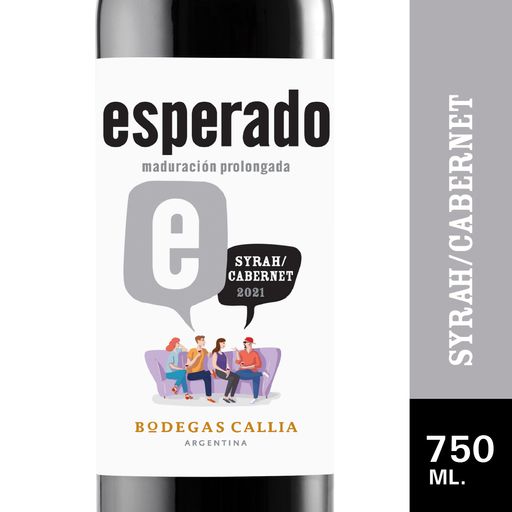 esperado
maduración prolongada
e
SYRAH/
CABERNET
2021
BODEGAS CALLIA
ARGENTINA
SYRAH/CABERNET
750
ML.